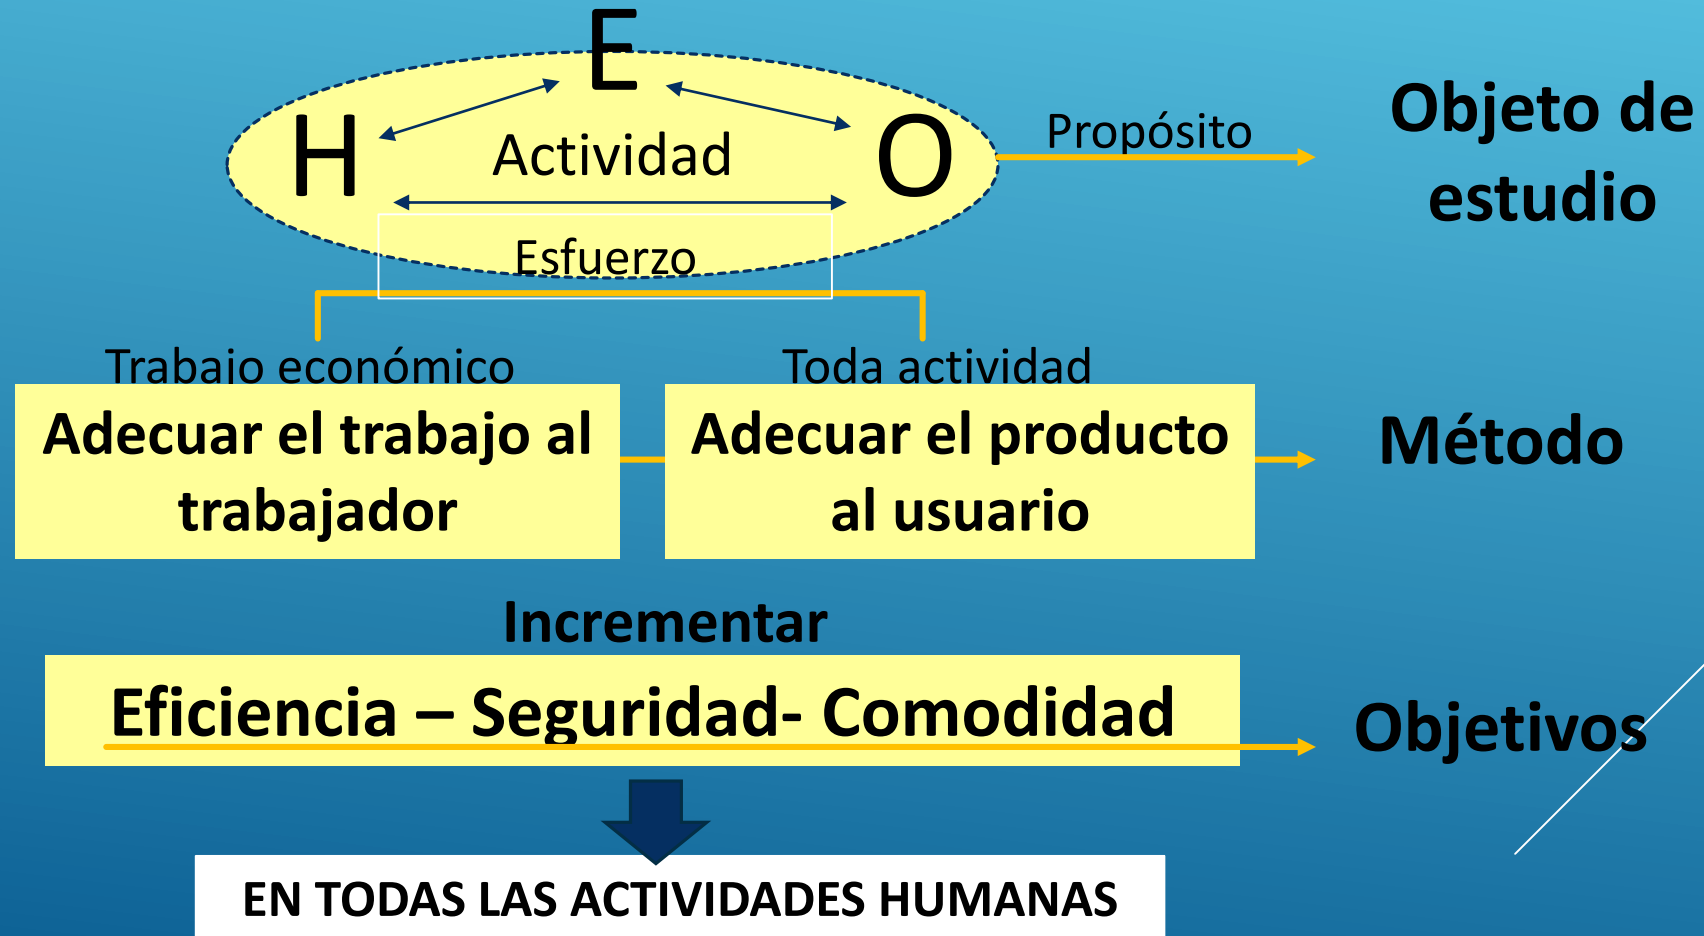 E
H
Actividad
O
Propósito
Objeto de
estudio
Esfuerzo
Trabajo económico
Toda actividad
Adecuar el trabajo al
trabajador
Adecuar el producto
al usuario
Método
Incrementar
Eficiencia – Seguridad- Comodidad
Objetivos
EN TODAS LAS ACTIVIDADES HUMANAS